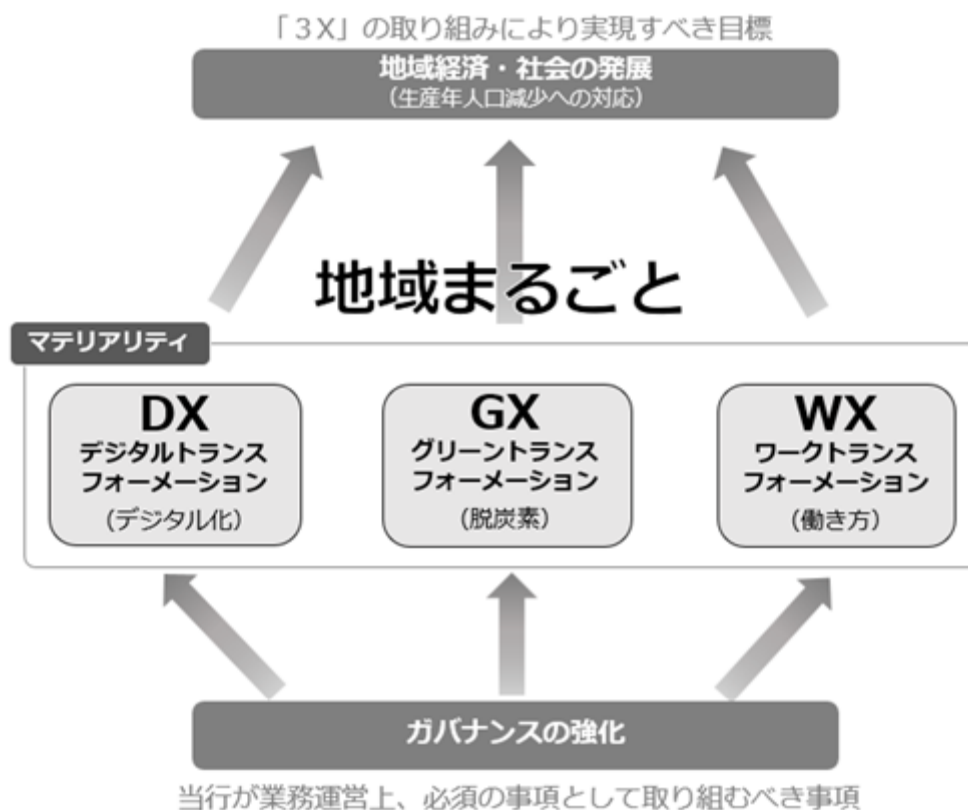 「３X」の取り組みにより実現すべき目標
地域経済・社会の発展
（生産年人口減少への対応）
地域まるごと
マテリアリティ
DX
デジタルトランス
フォーメーション
（デジタル化）
GX
グリーントランス
フォーメーション
（脱炭素）
WX
ワークトランス
フォーメーション
（働き方）
ガバナンスの強化
当行が業務運営上、必須の事項として取り組むべき事項